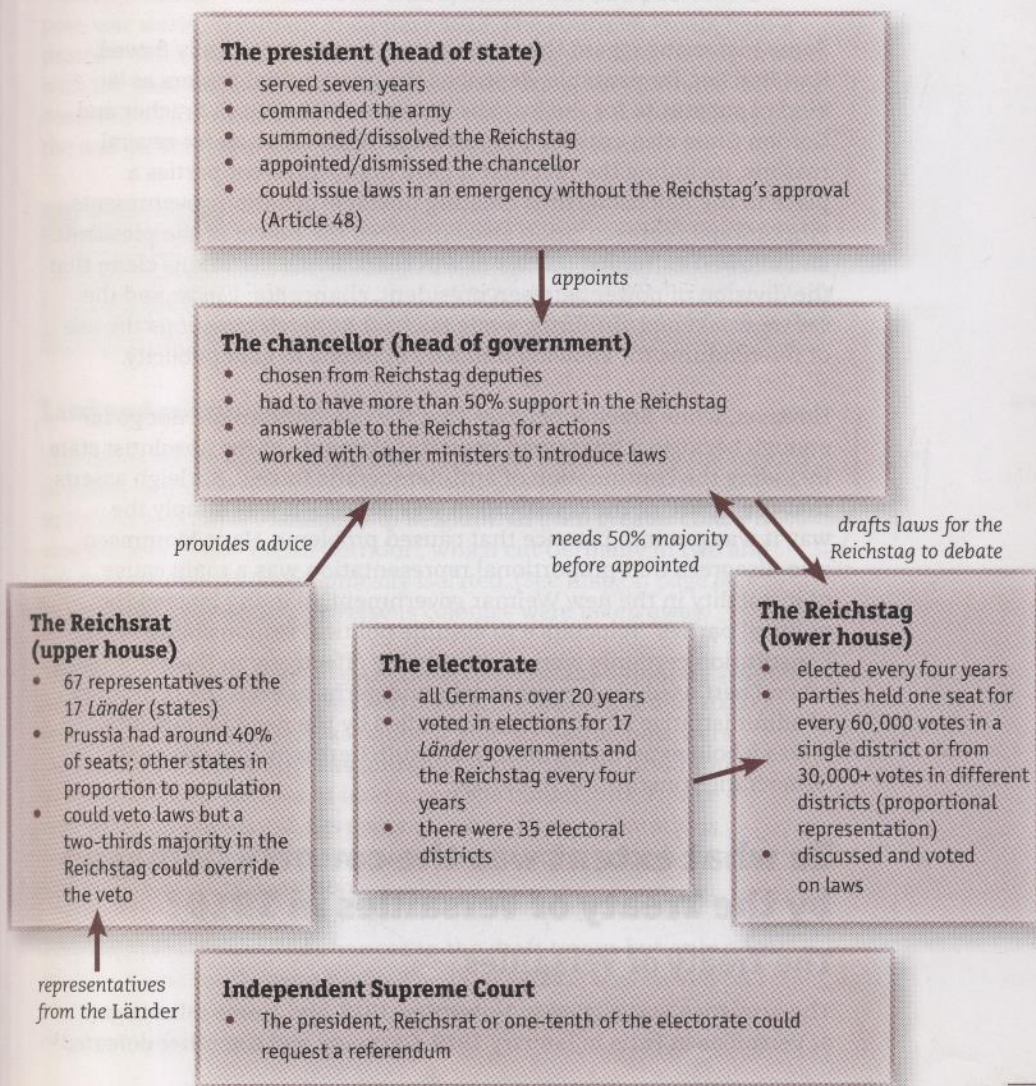 The president (head of state)
• served seven years
• commanded the army
• summoned/dissolved the Reichstag
• appointed/dismissed the chancellor
• could issue laws in an emergency without the Reichstag's approval
(Article 48)
appoints
The chancellor (head of government)
• chosen from Reichstag deputies
• had to have more than 50% support in the Reichstag
• answerable to the Reichstag for actions
• worked with other ministers to introduce laws
provides advice
needs 50% majority
before appointed
drafts laws for the
Reichstag to debate
The Reichsrat
(upper house)
• 67 representatives of the
17 Länder (states)
• Prussia had around 40%
of seats; other states in
proportion to population
• could veto laws but a
two-thirds majority in the
Reichstag could override
the veto
The electorate
• all Germans over 20 years
• voted in elections for 17
Länder governments and
the Reichstag every four
years
• there were 35 electoral
districts
The Reichstag
(lower house)
• elected every four years
• parties held one seat for
every 60,000 votes in a
single district or from
30,000+ votes in different
districts (proportional
representation)
• discussed and voted
on laws
representatives
from the Länder
Independent Supreme Court
• The president, Reichsrat or one-tenth of the electorate could
request a referendum